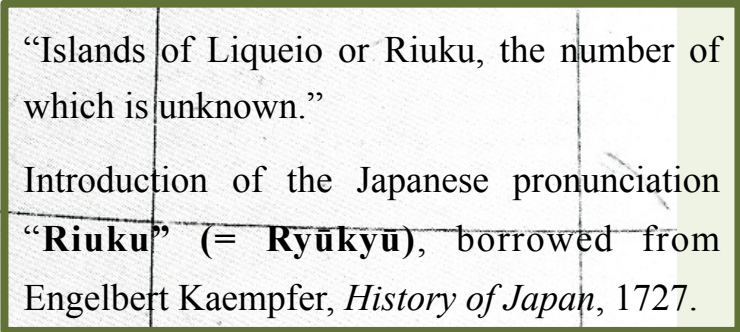 “Islands of Liqueio or Riuku, the number of
which is unknown.”
Introduction of the Japanese pronunciation
“Riuku” (= Ryūkyū), borrowed from
Engelbert Kaempfer, History of Japan, 1727.